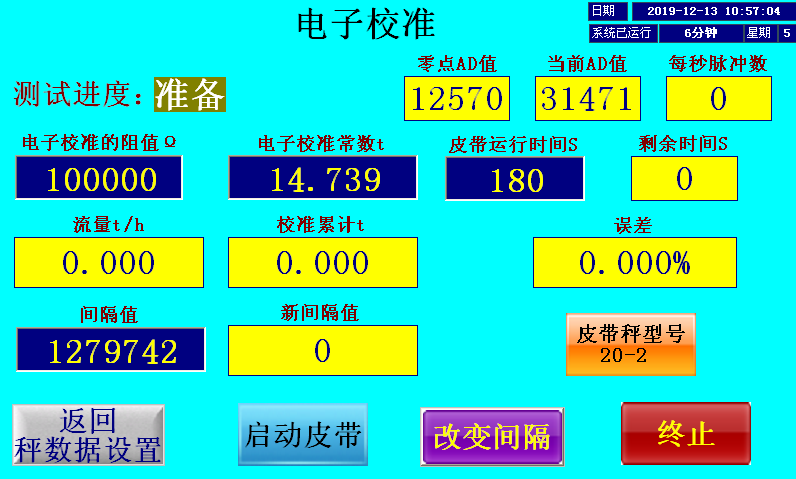 电子校准
日期 2019-12-13 10:57:04
系统已运行 6分钟 星期 5
测试进度：准备
零点AD值 当前AD值 每秒脉冲数
12570 31471 0
电子校准的阻值Ω 电子校准常数t 皮带运行时间S 剩余时间S
100000 14.739 180 0
流量t/h 校准累计t 误差
0.000 0.000 0.000%
间隔值 新间隔值
1279742 0
皮带秤型号
20-2
返回
秤数据设置
启动皮带 改变间隔 终止